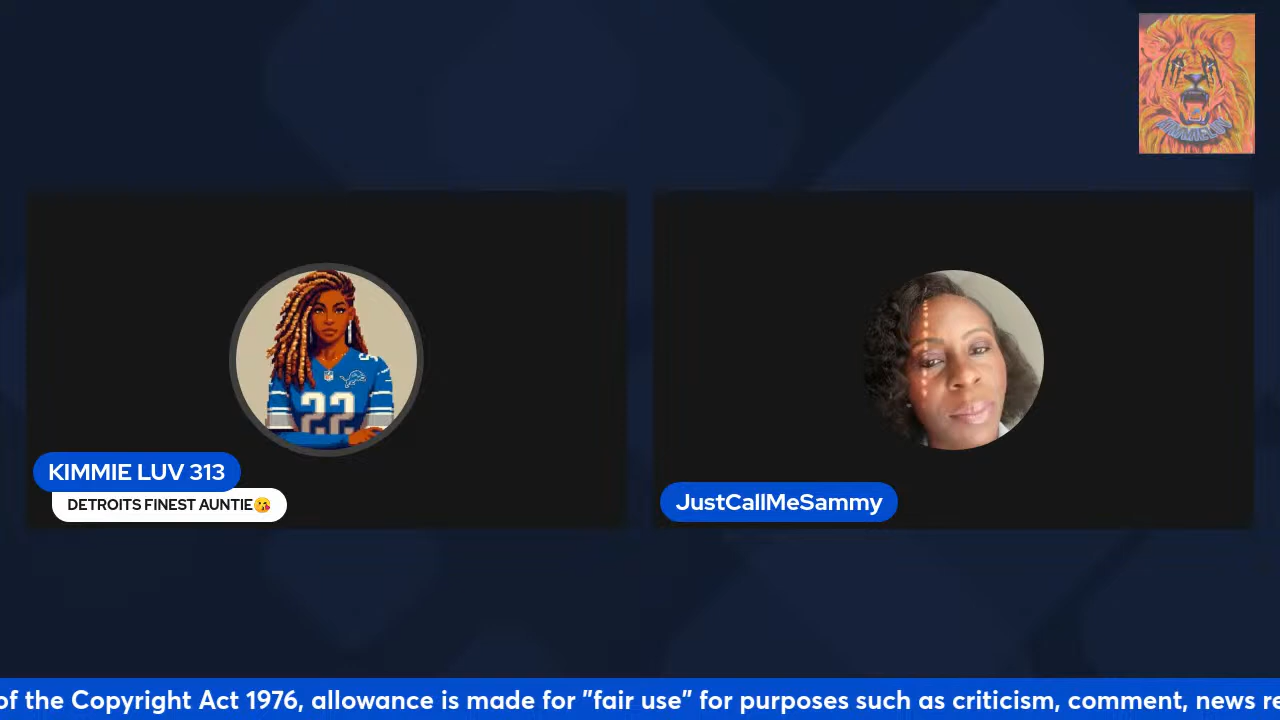 22
KIMMIE LUV 313
DETROITS FINEST AUNTIE😘
JustCallMeSammy
of the Copyright Act 1976, allowance is made for "fair use" for purposes such as criticism, comment, news